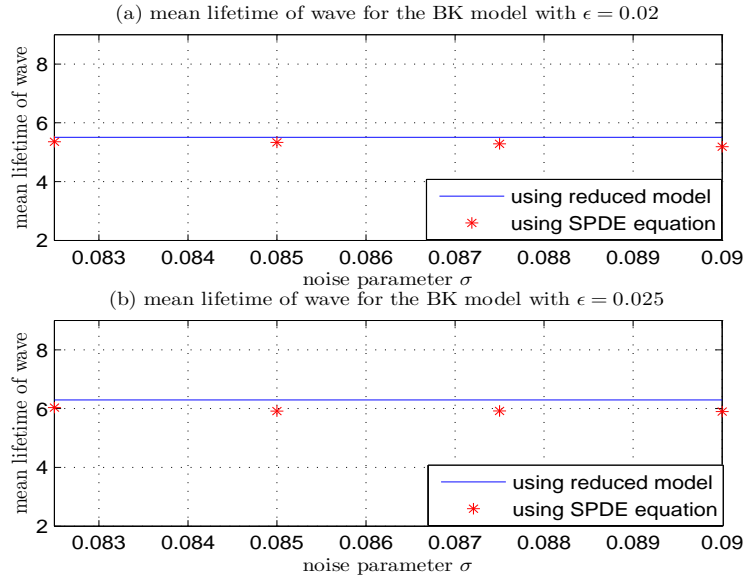 (a) mean lifetime of wave for the BK model with ϵ = 0.02
mean lifetime of wave
8
6
4
2
using reduced model
using SPDE equation
0.083 0.084 0.085 0.086 0.087 0.088 0.089 0.09
noise parameter σ
(b) mean lifetime of wave for the BK model with ϵ = 0.025
mean lifetime of wave
8
6
4
2
using reduced model
using SPDE equation
0.083 0.084 0.085 0.086 0.087 0.088 0.089 0.09
noise parameter σ